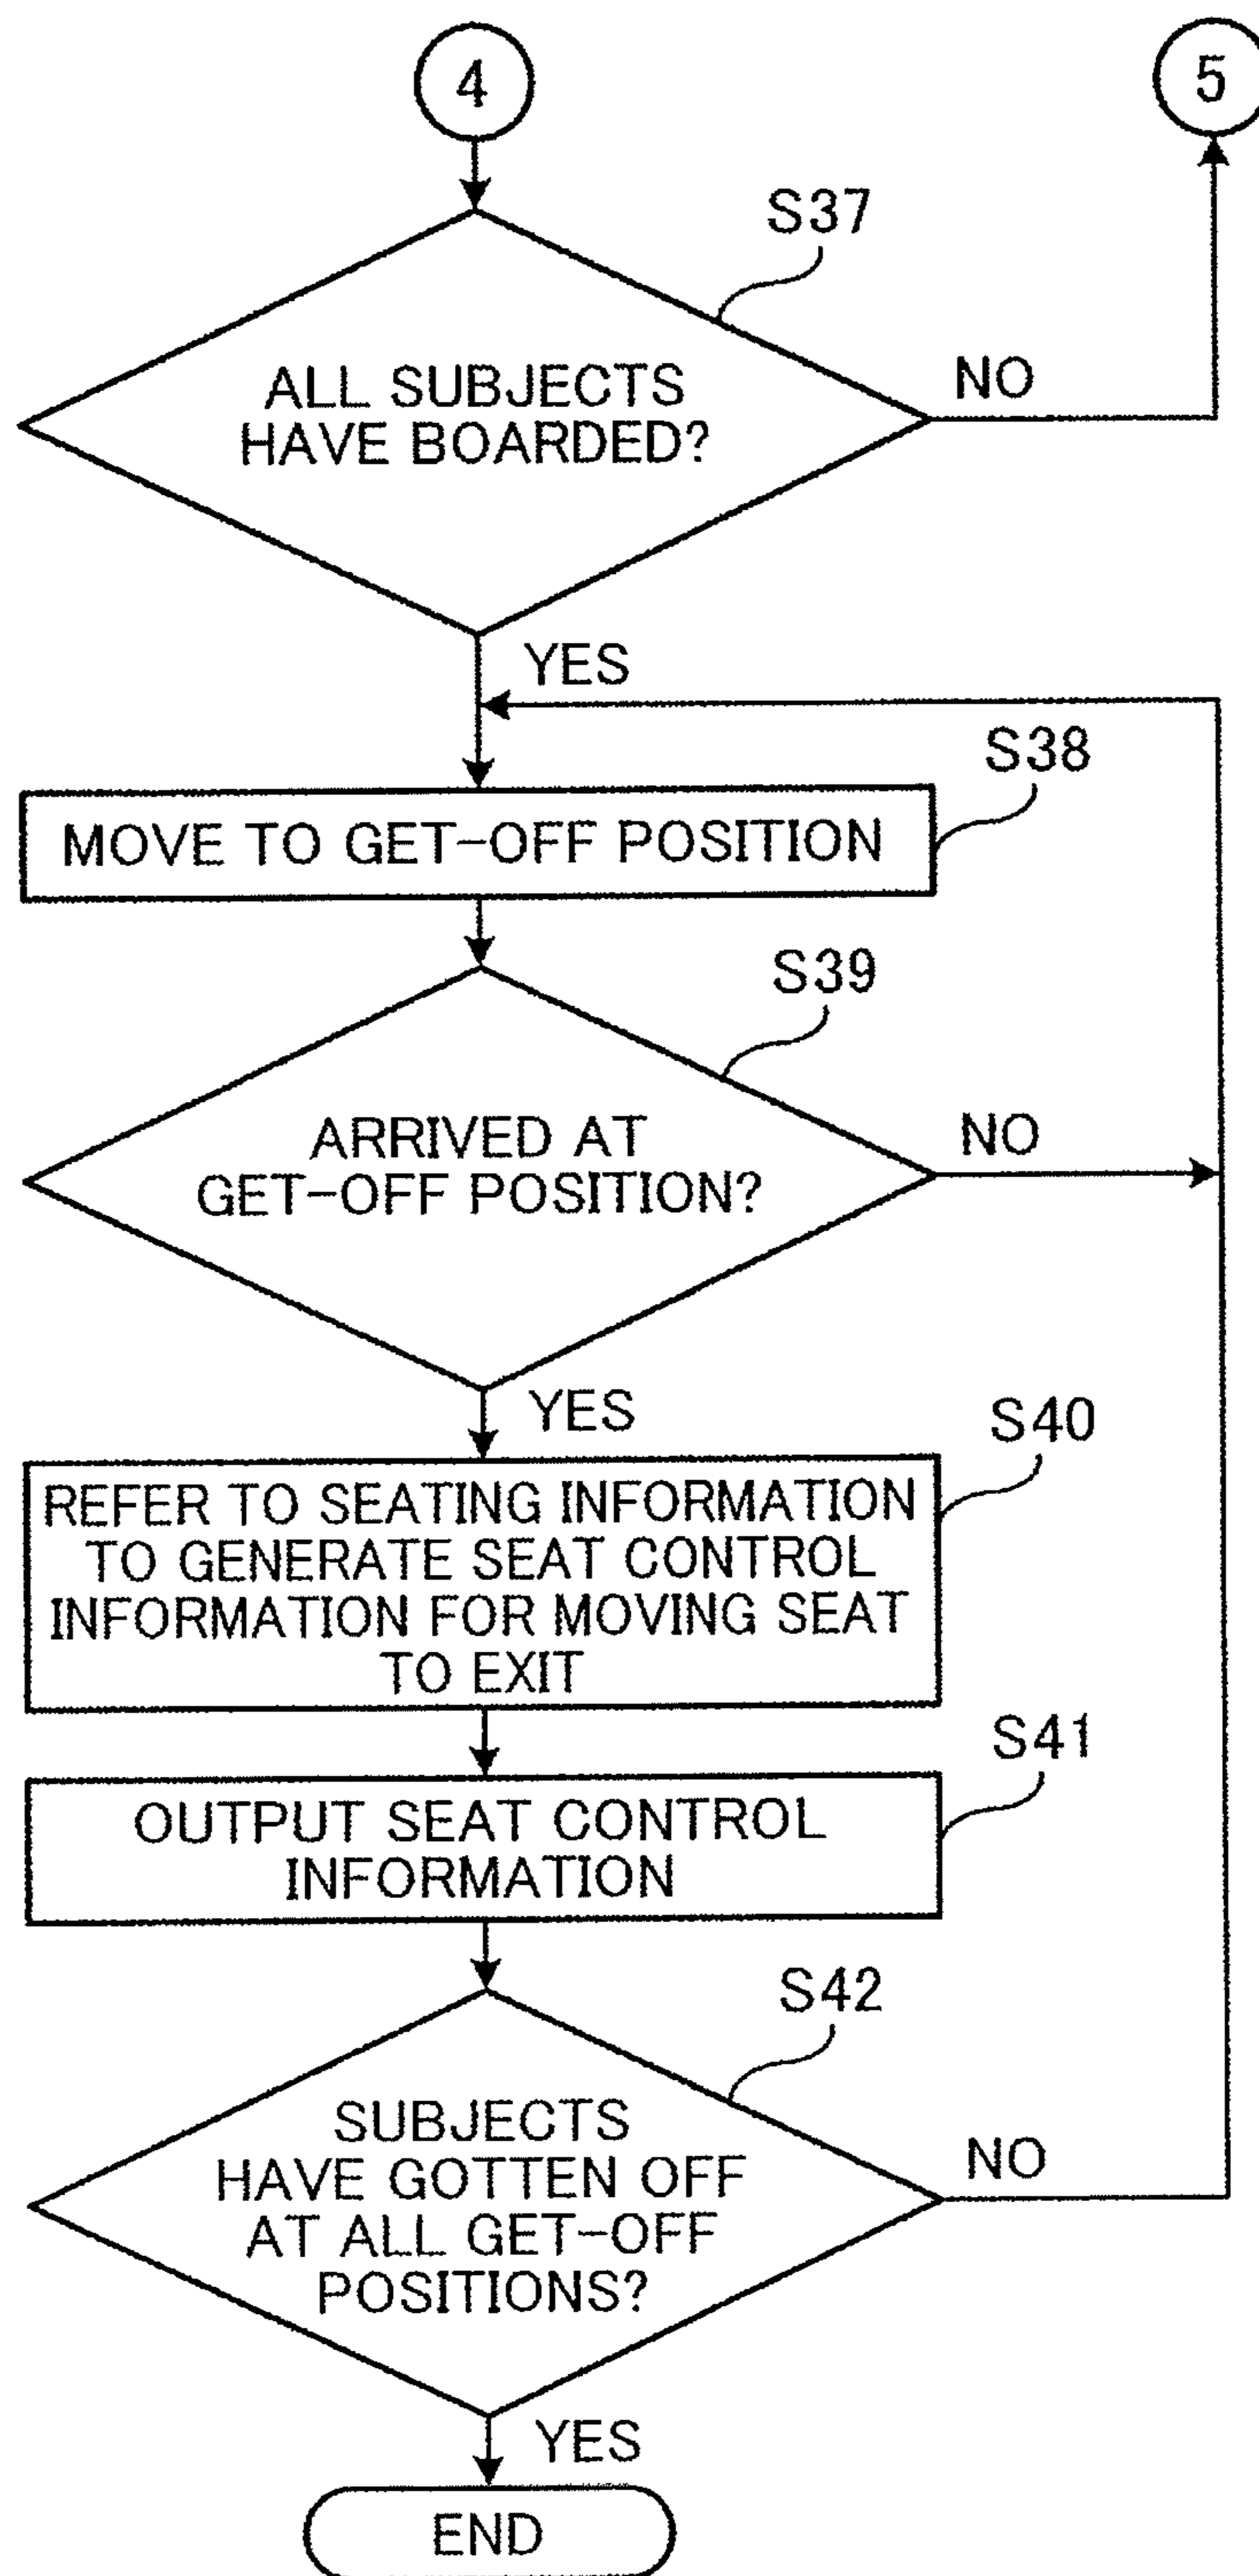 4
5
S37
ALL SUBJECTS
HAVE BOARDED?
NO
YES
S38
MOVE TO GET-OFF POSITION
S39
ARRIVED AT
GET-OFF POSITION?
NO
YES
S40
REFER TO SEATING INFORMATION
TO GENERATE SEAT CONTROL
INFORMATION FOR MOVING SEAT
TO EXIT
S41
OUTPUT SEAT CONTROL
INFORMATION
S42
SUBJECTS
HAVE GOTTEN OFF
AT ALL GET-OFF
POSITIONS?
NO
YES
END